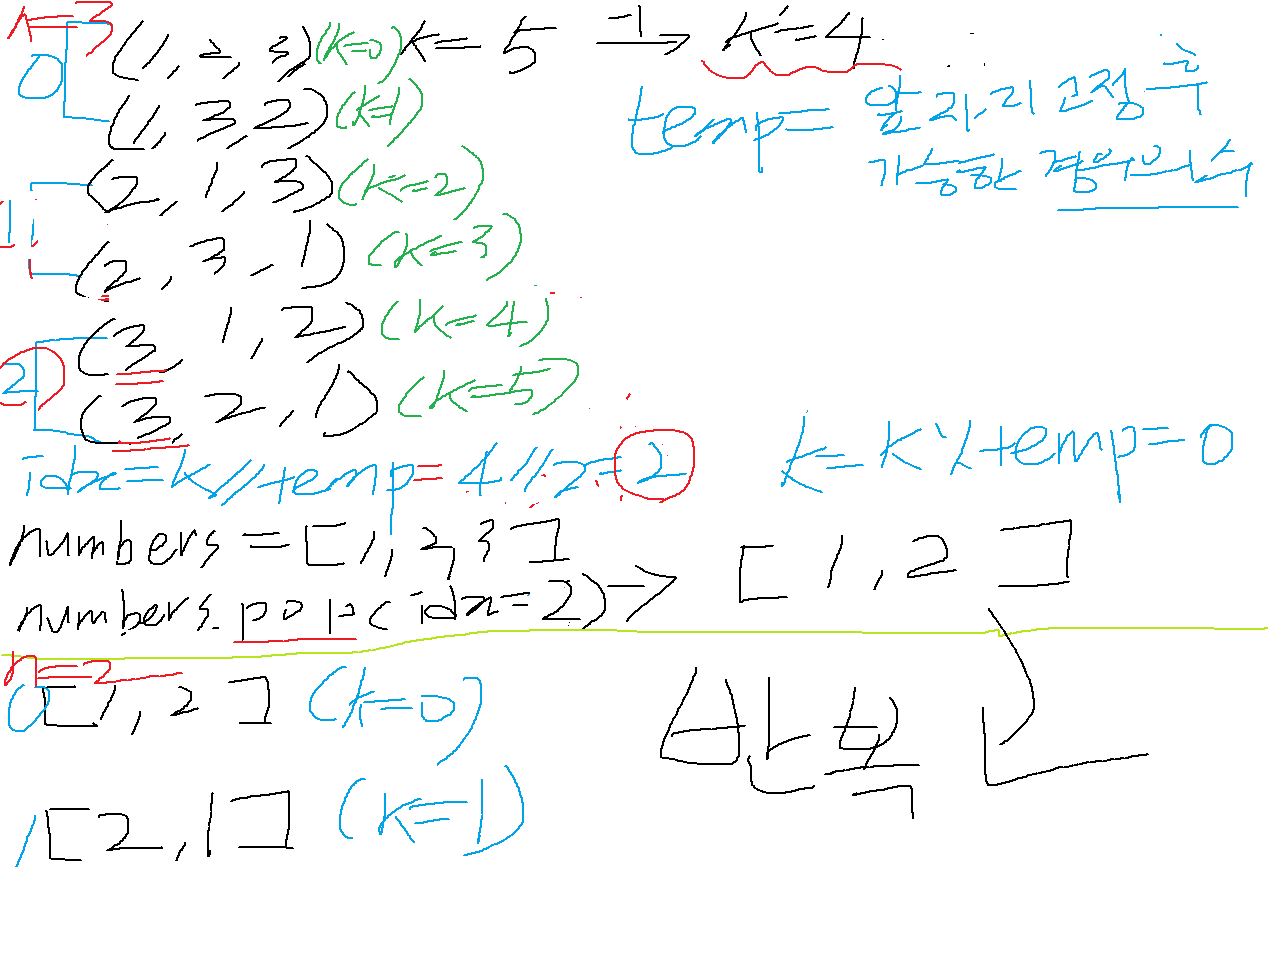 n=3
0 (1, 2, 3) (k=0) k= 5 -1→ k'=4
(1, 3, 2) (k=1) temp= 앞자리 고정 후
1 (2, 1, 3) (k=2) 가능한 경우의 수
(2, 3, 1) (k=3)
(3, 1, 2) (k=4)
2 (3, 2, 1) (k=5)
idx=k//temp=4//2=2 k=k%temp=0
numbers=[1, 2, 3] [1, 2]
numbers.pop(idx=2)→
n=2
0 [1, 2] (k=0) 반복
1 [2, 1] (k=1)